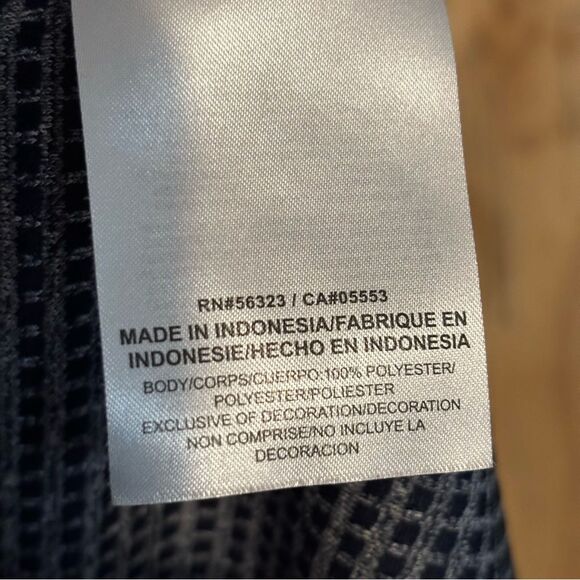 RN#56323 / CA#05553
MADE IN INDONESIA/FABRIQUE EN
INDONESIE/HECHO EN INDONESIA
BODY/CORPS/CUERPO:100% POLYESTER/
POLYESTER/POLIESTER
EXCLUSIVE OF DECORATION/DECORATION
NON COMPRISE/NO INCLUYE LA
DECORACION